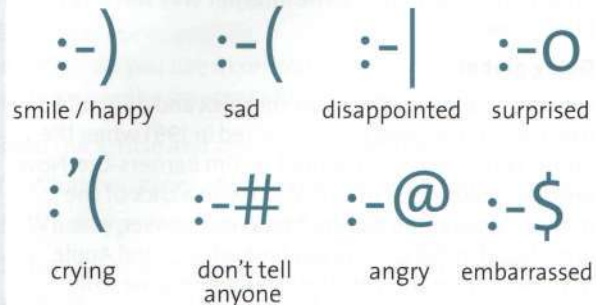 :-) :-( :-| :-o
smile / happy sad disappointed surprised
:’( :-# :-@ :-$
crying don’t tell angry embarrassed
anyone